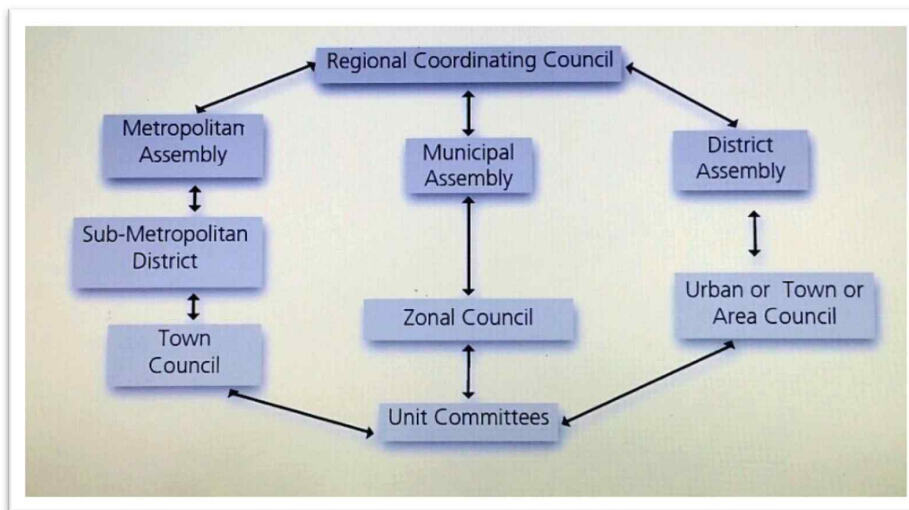 Regional Coordinating Council
Metropolitan
Assembly
Municipal
Assembly
District
Assembly
Sub-Metropolitan
District
Zonal Council
Urban or Town or
Area Council
Town
Council
Unit Committees